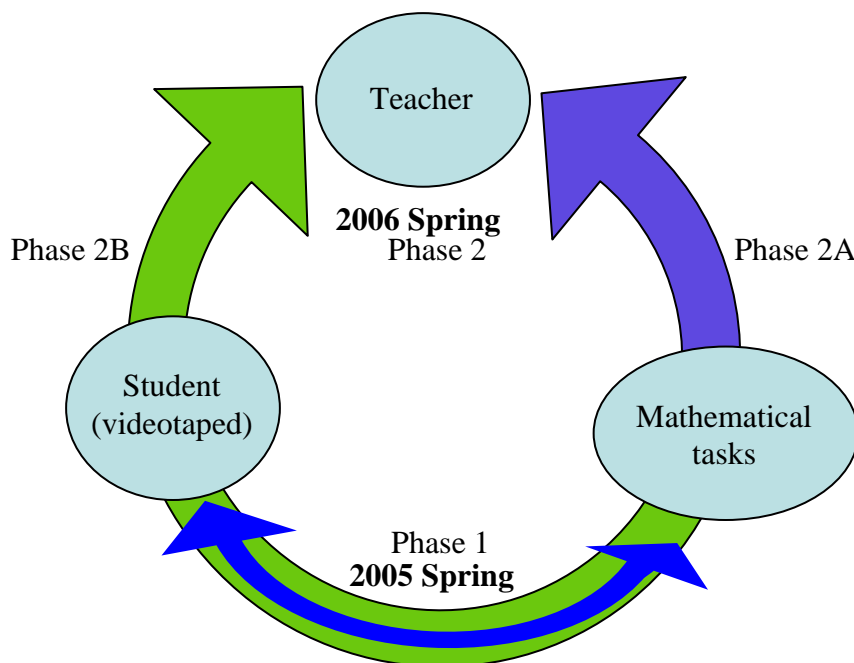 Teacher
2006 Spring
Phase 2
Phase 2B
Phase 2A
Student
(videotaped)
Mathematical
tasks
Phase 1
2005 Spring